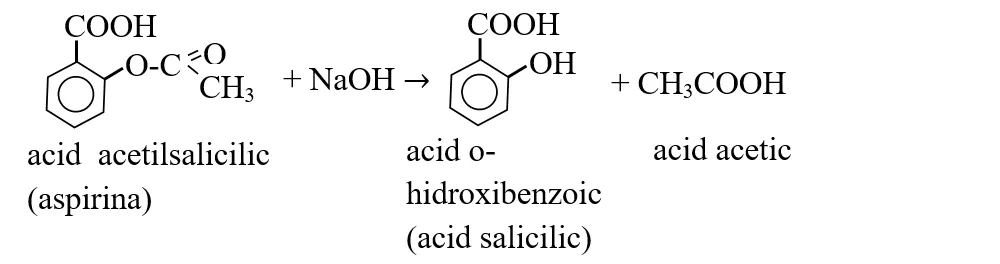 COOH
O-C=O
CH₃
+ NaOH →
COOH
OH
+ CH₃COOH
acid acetilsalicilic
(aspirina)
acid o-
hidroxibenzoic
(acid salicilic)
acid acetic